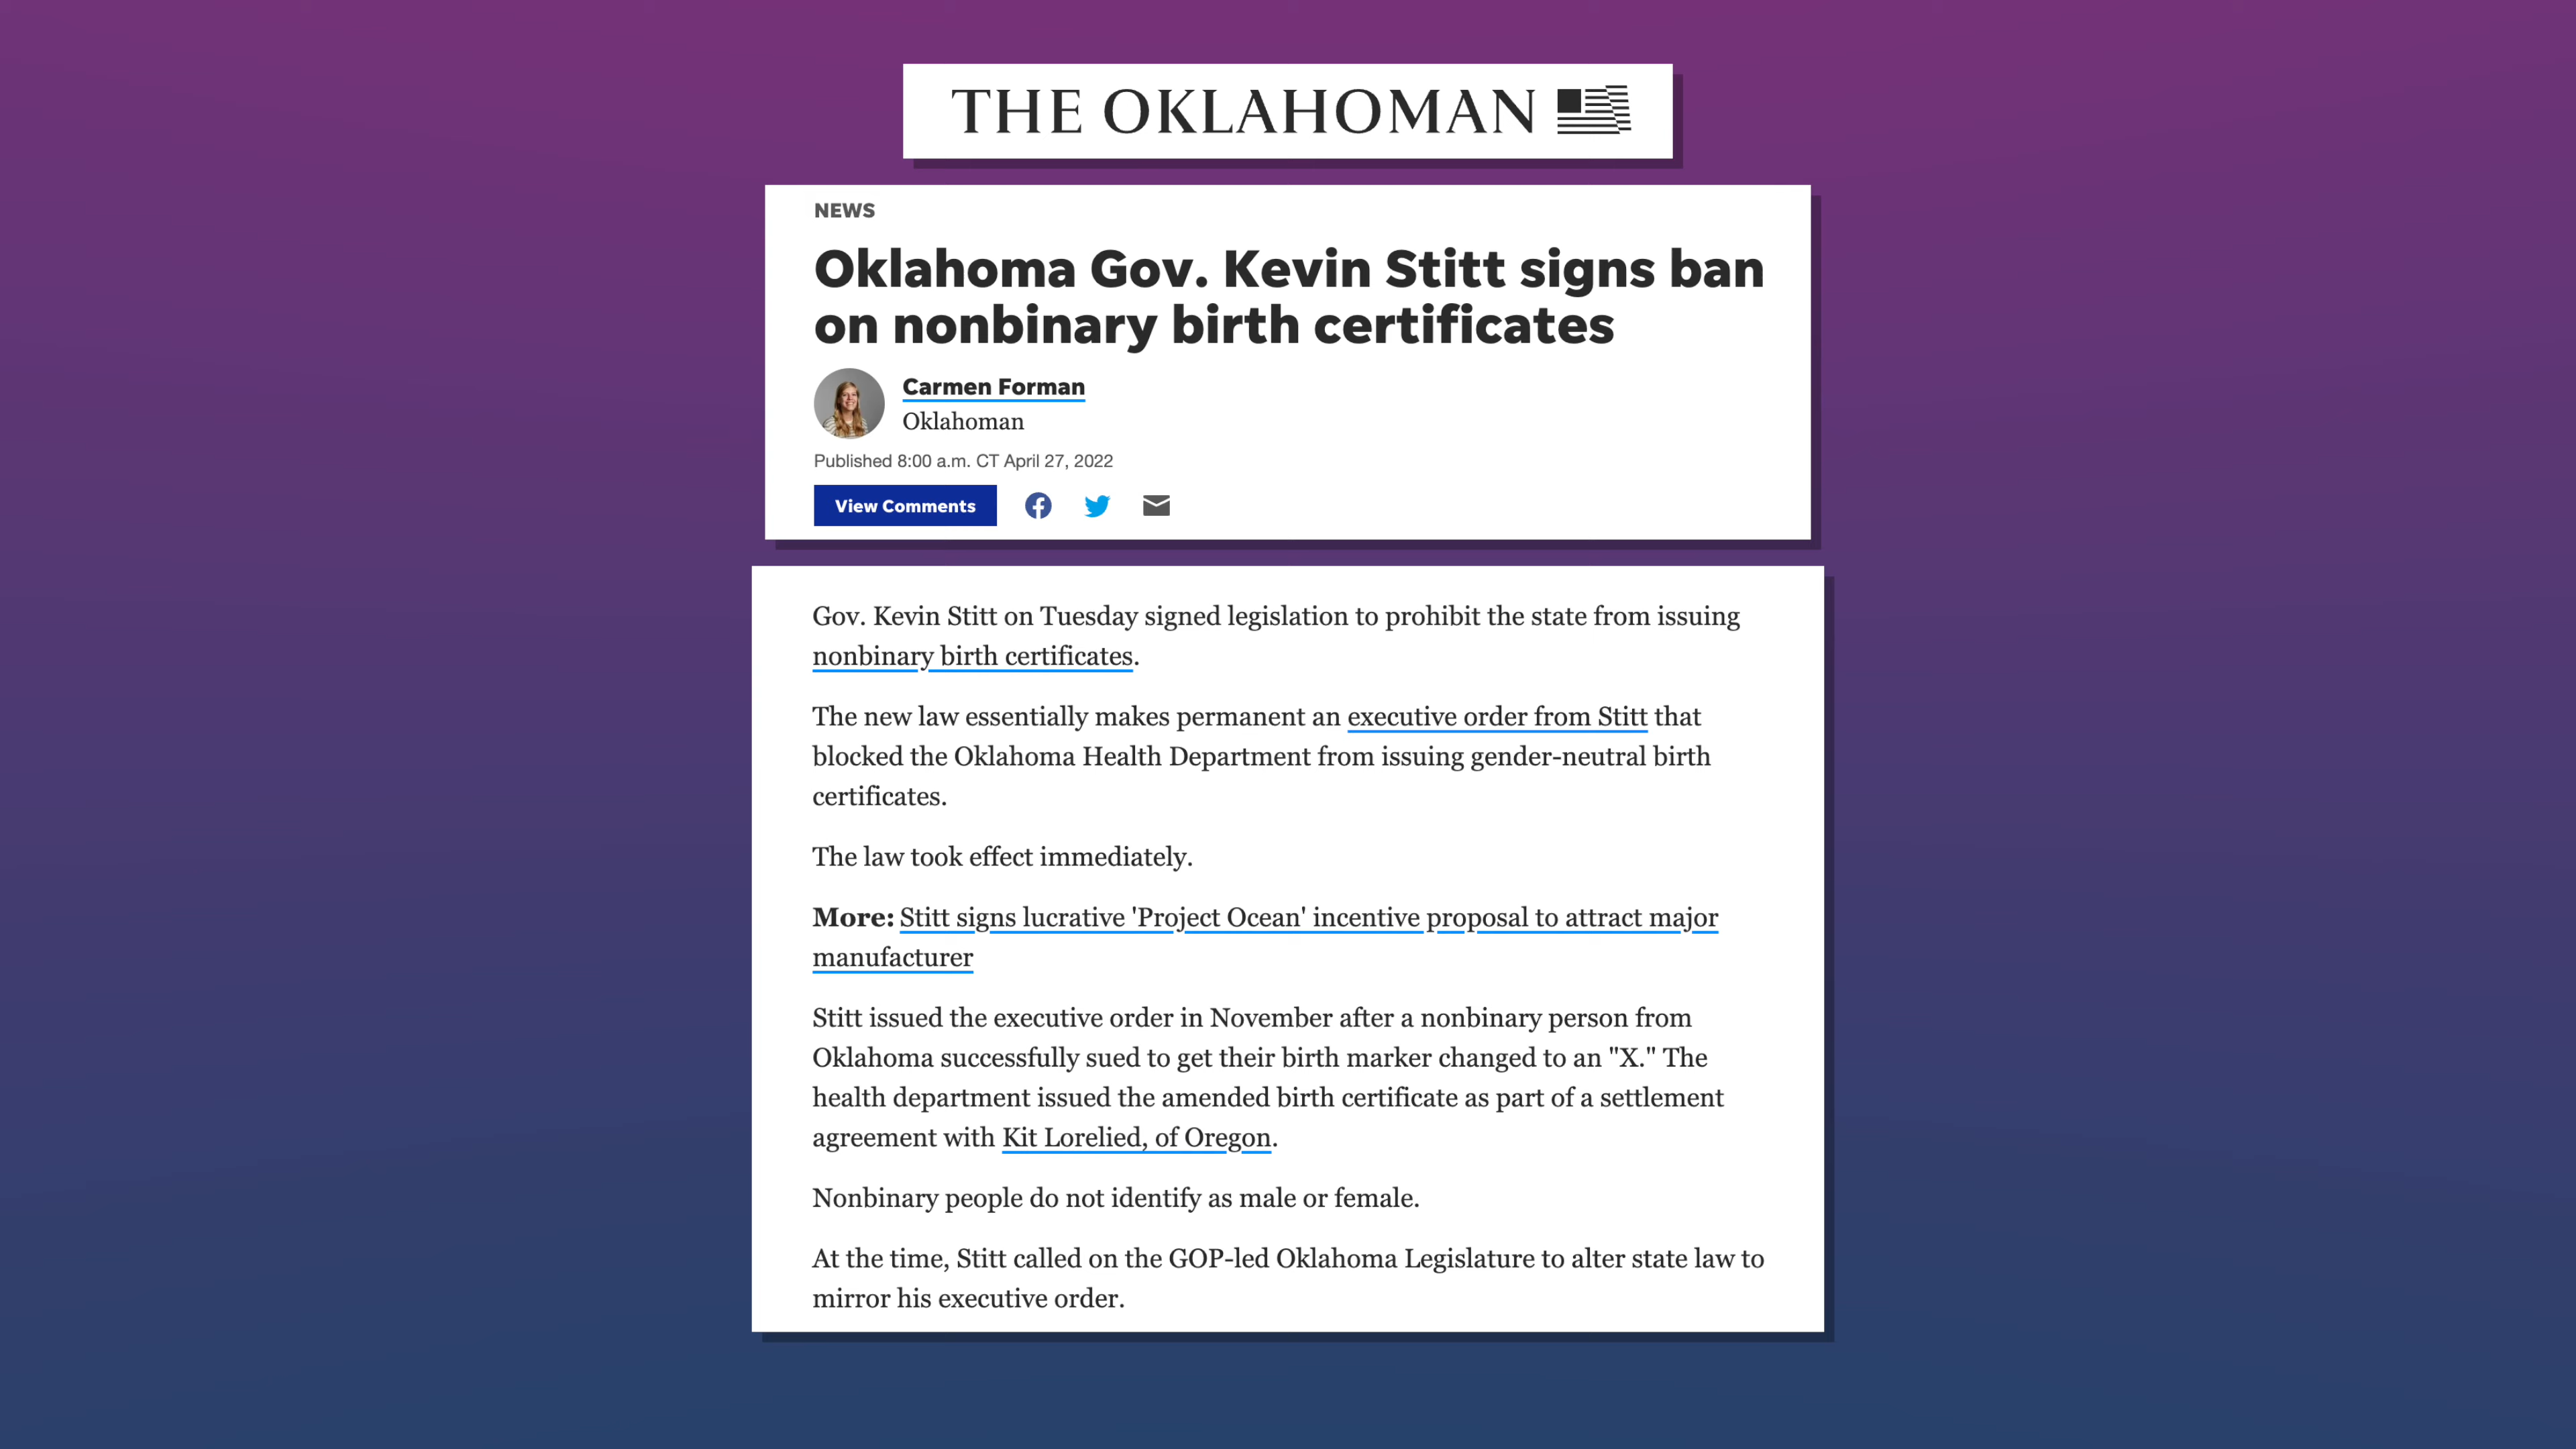 THE OKLAHOMAN
NEWS
Oklahoma Gov. Kevin Stitt signs ban
on nonbinary birth certificates
Carmen Forman
Oklahoman
Published 8:00 a.m. CT April 27, 2022
View Comments
Gov. Kevin Stitt on Tuesday signed legislation to prohibit the state from issuing
nonbinary birth certificates.
The new law essentially makes permanent an executive order from Stitt that
blocked the Oklahoma Health Department from issuing gender-neutral birth
certificates.
The law took effect immediately.
More: Stitt signs lucrative 'Project Ocean' incentive proposal to attract major
manufacturer
Stitt issued the executive order in November after a nonbinary person from
Oklahoma successfully sued to get their birth marker changed to an "X." The
health department issued the amended birth certificate as part of a settlement
agreement with Kit Lorelied, of Oregon.
Nonbinary people do not identify as male or female.
At the time, Stitt called on the GOP-led Oklahoma Legislature to alter state law to
mirror his executive order.